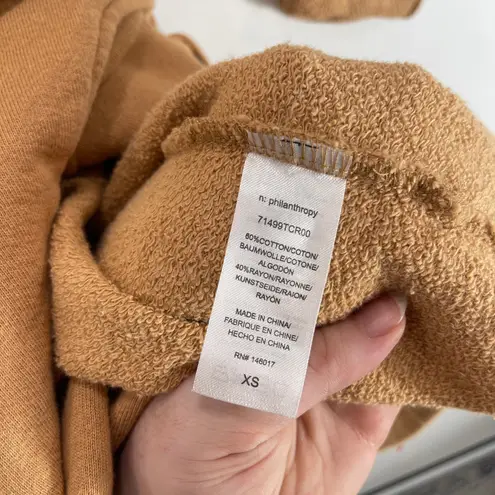 n: philanthropy
71499TCR00
60%COTTON/COTON/
BAUMWOLLE/COTONE/
ALGODÓN
40%RAYON/RAYONNE/
KUNSTSEIDE/RAION/
RAYÓN
MADE IN CHINA/
FABRIQUE EN CHINE/
HECHO EN CHINA
RN# 146017
XS